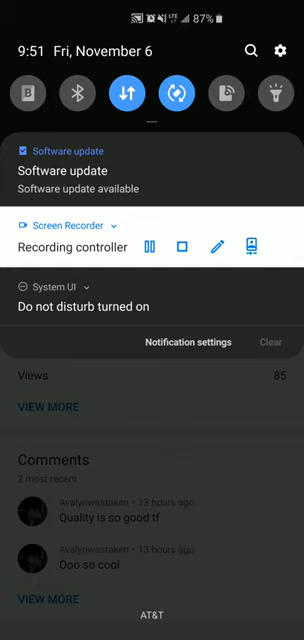 LTE 87%
9:51 Fri, November 6
B
Software update
Software update
Software update available
Screen Recorder
Recording controller
System UI
Do not disturb turned on
Notification settings Clear
Views 85
VIEW MORE
Comments
2 most recent
Avalynwastaken • 13 hours ago
Quality is so good tf
Avalynwastaken • 13 hours ago
Ooo so cool
VIEW MORE
AT&T